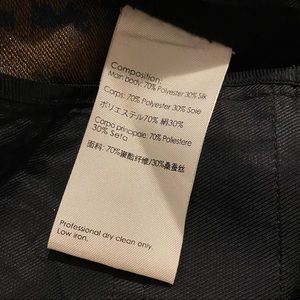 Composition:
Main body: 70% Polyester 30% Silk
Corps: 70% Polyester 30% Soie
ポリエステル70% 絹30%
Corpo principale: 70% Poliestere
30% Seta
面料: 70%聚酯纤维/30%桑蚕丝
Professional dry clean only.
Low iron.